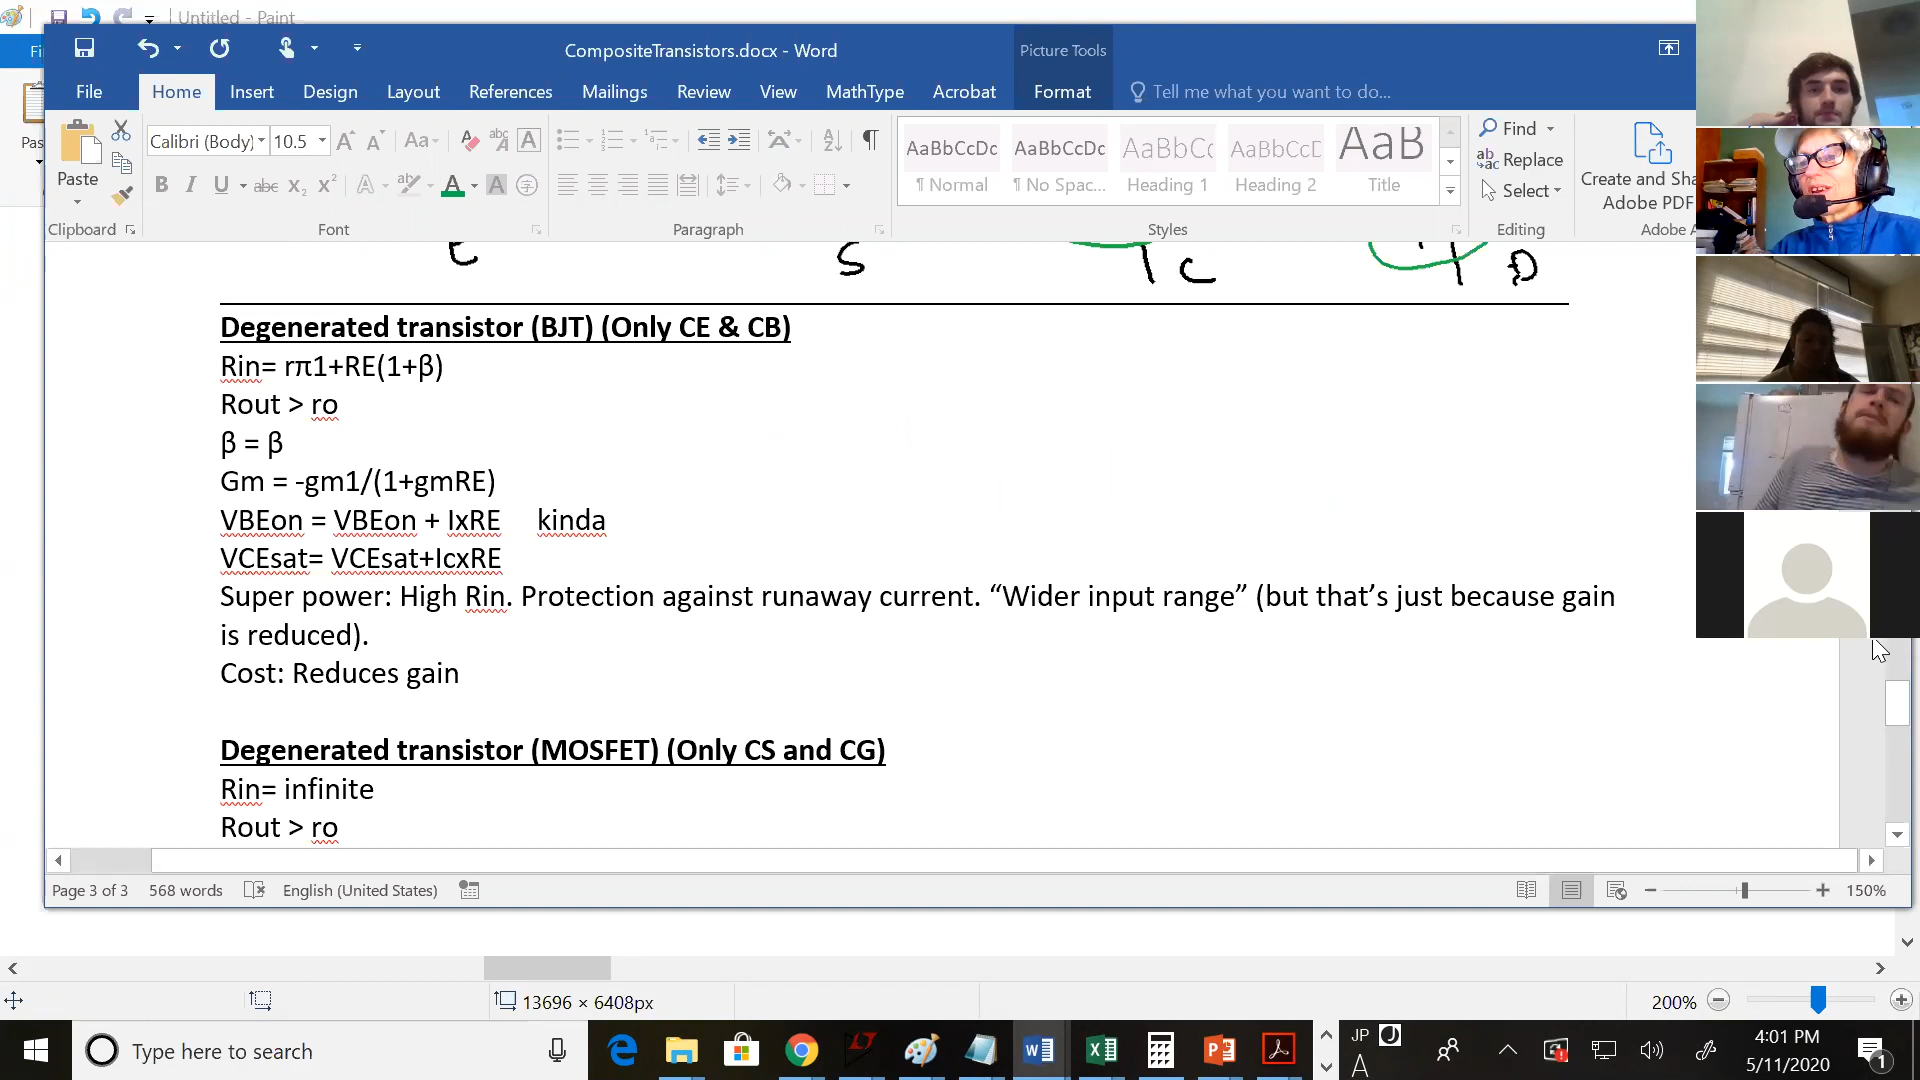 Untitled - Paint
CompositeTransistors.docx - Word
Picture Tools
File
Home
Insert
Design
Layout
References
Mailings
Review
View
MathType
Acrobat
Format
Tell me what you want to do...
Paste
Calibri (Body)
10.5
AaBbCcDc
AaBbCcDc
AaB
¶ Normal
¶ No Spac...
Heading 1
Heading 2
Title
Find
Replace
Select
Adobe PDF
Clipboard
Font
Paragraph
Styles
Editing
S
C
D
Degenerated transistor (BJT) (Only CE & CB)
Rin= rπ1+RE(1+β)
Rout > ro
β = β
Gm = -gm1/(1+gmRE)
VBEon = VBEon + IxRE kinda
VCEsat= VCEsat+IcxRE
Super power: High Rin. Protection against runaway current. “Wider input range” (but that’s just because gain
is reduced).
Cost: Reduces gain
Degenerated transistor (MOSFET) (Only CS and CG)
Rin= infinite
Rout > ro
Page 3 of 3
568 words
English (United States)
150%
13696 × 6408px
200%
Type here to search
JP
A
4:01 PM
5/11/2020
1